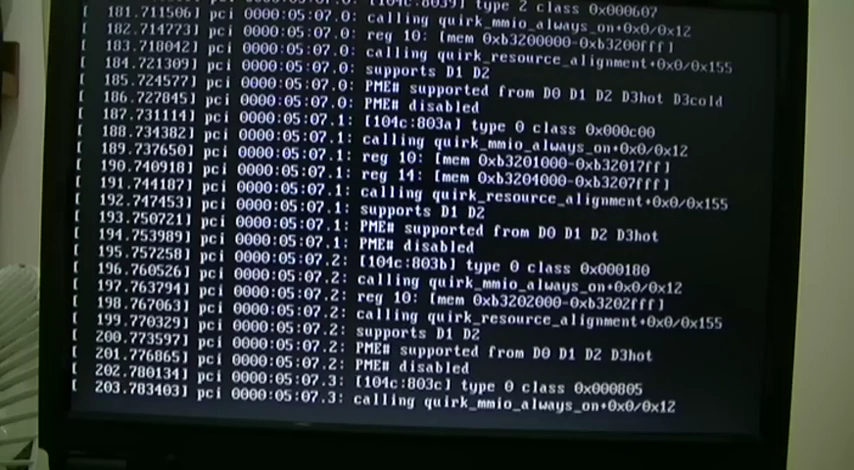 [104c:8039] type 2 class 0x000607
[ 181.711506] pci 0000:05:07.0: calling quirk_mmio_always_on+0x0/0x12
[ 182.714773] pci 0000:05:07.0: reg 10: [mem 0xb3200000-0xb3200fff]
[ 183.718042] pci 0000:05:07.0: calling quirk_resource_alignment+0x0/0x155
[ 184.721309] pci 0000:05:07.0: supports D1 D2
[ 185.724577] pci 0000:05:07.0: PME# supported from D0 D1 D2 D3hot D3cold
[ 186.727845] pci 0000:05:07.0: PME# disabled
[ 187.731114] pci 0000:05:07.1: [104c:803a] type 0 class 0x000c00
[ 188.734382] pci 0000:05:07.1: calling quirk_mmio_always_on+0x0/0x12
[ 189.737650] pci 0000:05:07.1: reg 10: [mem 0xb3201000-0xb32017ff]
[ 190.740918] pci 0000:05:07.1: reg 14: [mem 0xb3204000-0xb3207fff]
[ 191.744187] pci 0000:05:07.1: calling quirk_resource_alignment+0x0/0x155
[ 192.747453] pci 0000:05:07.1: supports D1 D2
[ 193.750721] pci 0000:05:07.1: PME# supported from D0 D1 D2 D3hot
[ 194.753989] pci 0000:05:07.1: PME# disabled
[ 195.757258] pci 0000:05:07.2: [104c:803b] type 0 class 0x000180
[ 196.760526] pci 0000:05:07.2: calling quirk_mmio_always_on+0x0/0x12
[ 197.763794] pci 0000:05:07.2: reg 10: [mem 0xb3202000-0xb3202fff]
[ 198.767063] pci 0000:05:07.2: calling quirk_resource_alignment+0x0/0x155
[ 199.770329] pci 0000:05:07.2: supports D1 D2
[ 200.773597] pci 0000:05:07.2: PME# supported from D0 D1 D2 D3hot
[ 201.776865] pci 0000:05:07.2: PME# disabled
[ 202.780134] pci 0000:05:07.3: [104c:803c] type 0 class 0x000805
[ 203.783403] pci 0000:05:07.3: calling quirk_mmio_always_on+0x0/0x12